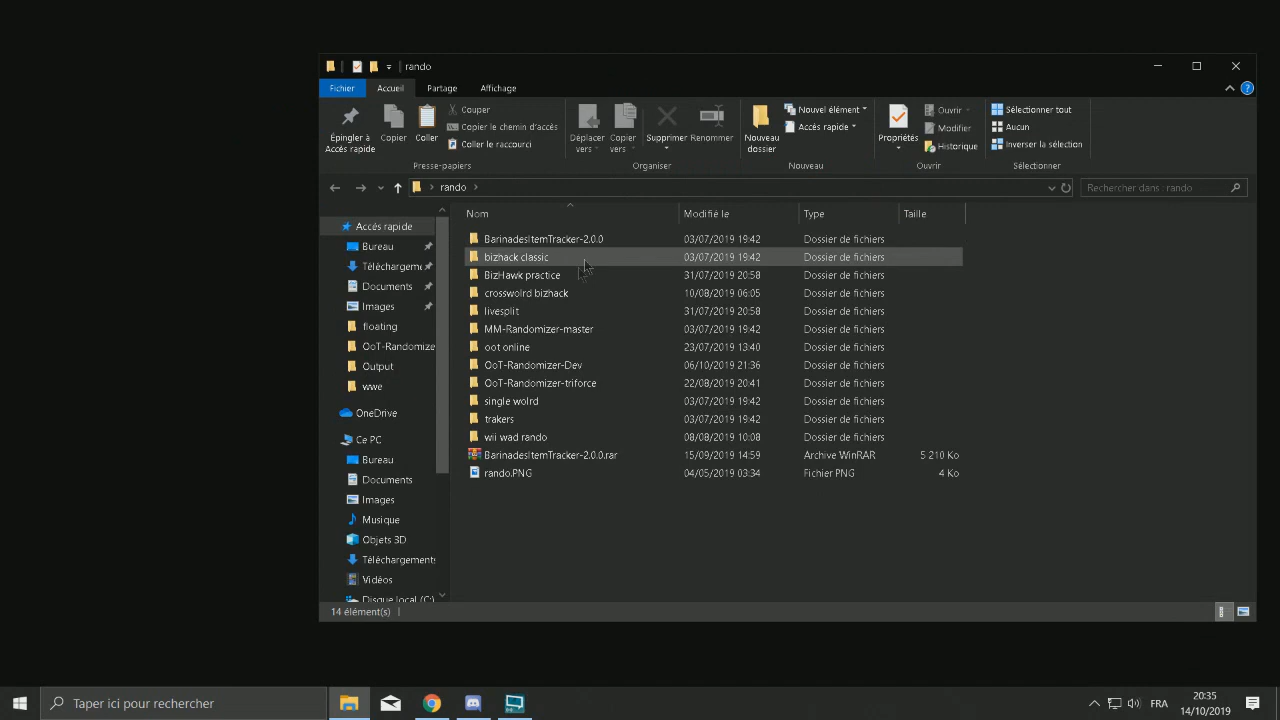 rando
Fichier Accueil Partage Affichage
Épingler à Accès rapide
Copier
Coller
Couper
Copier le chemin d'accès
Coller le raccourci
Presse-papiers
Déplacer vers
Copier vers
Supprimer
Renommer
Organiser
Nouveau dossier
Nouvel élément
Accès rapide
Nouveau
Propriétés
Ouvrir
Modifier
Historique
Ouvrir
Sélectionner tout
Aucun
Inverser la sélection
Sélectionner
rando
Rechercher dans : rando
Nom Modifié le Type Taille
BarinadesItemTracker-2.0.0 03/07/2019 19:42 Dossier de fichiers
bizhack classic 03/07/2019 19:42 Dossier de fichiers
BizHawk practice 31/07/2019 20:58 Dossier de fichiers
crosswolrd bizhack 10/08/2019 06:05 Dossier de fichiers
livesplit 31/07/2019 20:58 Dossier de fichiers
MM-Randomizer-master 03/07/2019 19:42 Dossier de fichiers
oot online 23/07/2019 13:40 Dossier de fichiers
OoT-Randomizer-Dev 06/10/2019 21:36 Dossier de fichiers
OoT-Randomizer-triforce 22/08/2019 20:41 Dossier de fichiers
single wolrd 03/07/2019 19:42 Dossier de fichiers
trakers 03/07/2019 19:42 Dossier de fichiers
wii wad rando 08/08/2019 10:08 Dossier de fichiers
BarinadesItemTracker-2.0.0.rar 15/09/2019 14:59 Archive WinRAR 5 210 Ko
rando.PNG 04/05/2019 03:34 Fichier PNG 4 Ko
Accès rapide
Bureau
Téléchargem
Documents
Images
floating
OoT-Randomize
Output
wwe
OneDrive
Ce PC
Bureau
Documents
Images
Musique
Objets 3D
Téléchargements
Vidéos
Disque local (C:)
14 élément(s)
Taper ici pour rechercher
FRA
20:35
14/10/2019